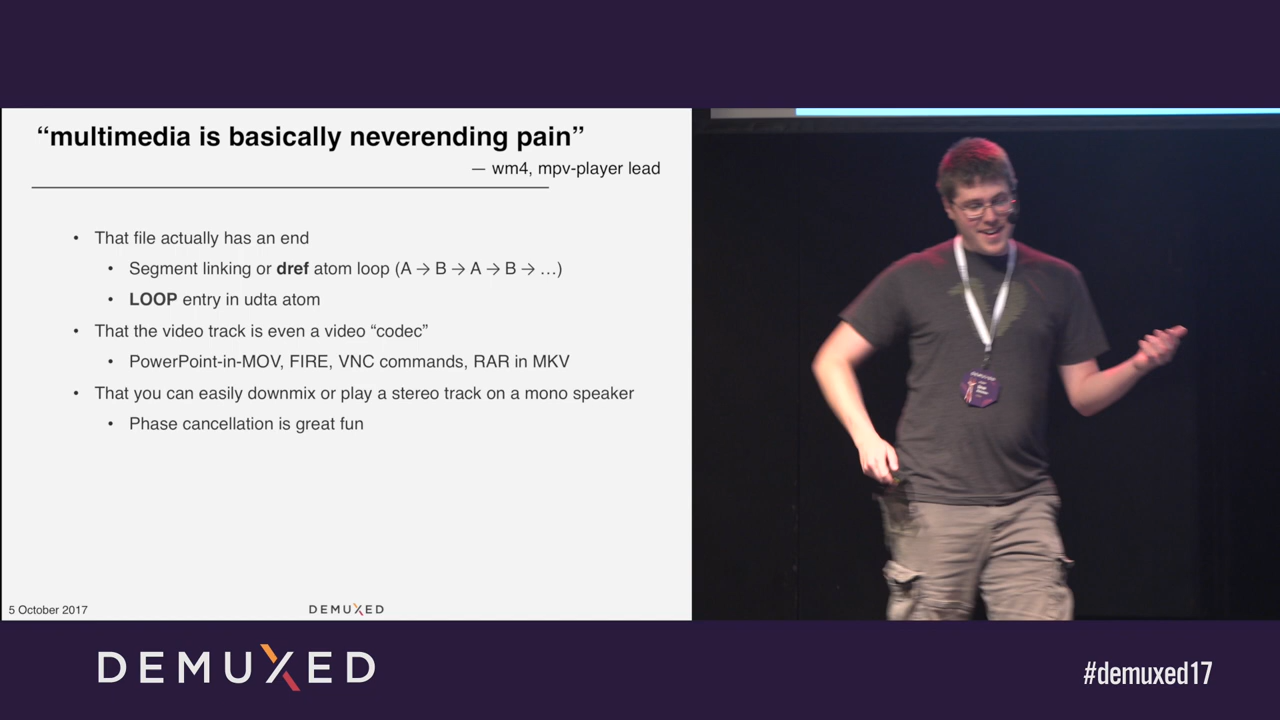 “multimedia is basically neverending pain”
— wm4, mpv-player lead
• That file actually has an end
• Segment linking or dref atom loop (A → B → A → B → …)
• LOOP entry in udta atom
• That the video track is even a video “codec”
• PowerPoint-in-MOV, FIRE, VNC commands, RAR in MKV
• That you can easily downmix or play a stereo track on a mono speaker
• Phase cancellation is great fun
5 October 2017
DEMUXED
DEMUXED
#demuxed17